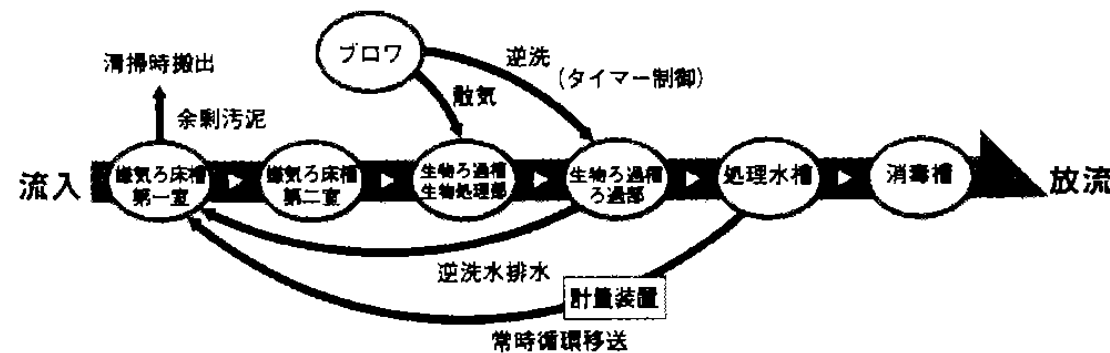 ブロワ
清掃時搬出
逆洗
(タイマー制御)
散気
余剰汚泥
流入
嫌気ろ床槽
第一室
嫌気ろ床槽
第二室
生物ろ過槽
生物処理部
生物ろ過槽
ろ過部
処理水槽
消毒槽
放流
逆洗水排水
計量装置
常時循環移送